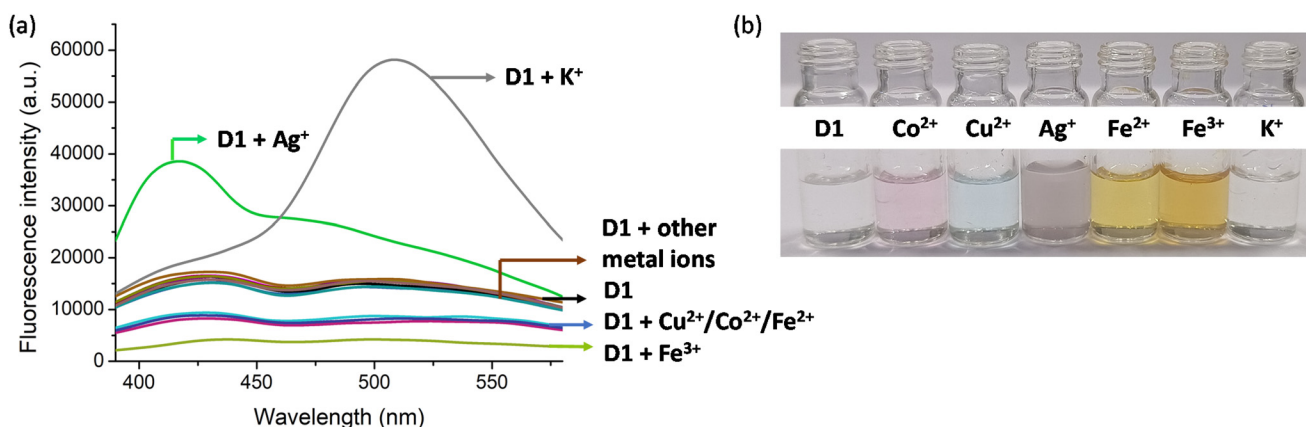 (a)
Fluorescence intensity (a.u.)
60000
50000
40000
30000
20000
10000
0
400
450
500
550
Wavelength (nm)
D1 + K⁺
D1 + Ag⁺
D1 + other
metal ions
D1
D1 + Cu²⁺/Co²⁺/Fe²⁺
D1 + Fe³⁺
(b)
D1 Co²⁺ Cu²⁺ Ag⁺ Fe²⁺ Fe³⁺ K⁺